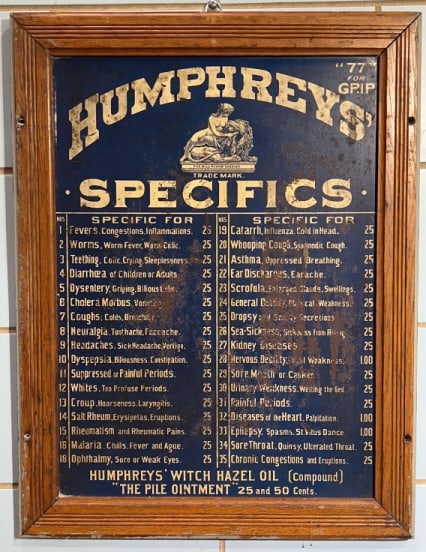 "77"
FOR
GRIP
HUMPHREYS'
TRADE MARK.
· SPECIFICS ·
NOS SPECIFIC FOR
1 Fevers, Congestions, Inflammations. 25
2 Worms, Worm Fever, Worm Colic. 25
3 Teething, Colic, Crying, Sleeplessness. 25
4 Diarrhœa of Children or Adults. 25
5 Dysentery, Griping, Bilious Colic. 25
6 Cholera Morbus, 25
7 Coughs, Colds, 25
8 Neuralgia, Toothache, Faceache. 25
9 Headaches, Sick Headache, Vertigo. 25
10 Dyspepsia, Biliousness, Constipation. 25
11 Suppressed or Painful Periods. 25
12 Whites, Too Profuse Periods. 25
13 Croup, Hoarseness, Laryngitis. 25
14 Salt Rheum, Erysipelas, Eruptions. 25
15 Rheumatism and Rheumatic Pains. 25
16 Malaria, Chills, Fever and Ague. 25
18 Ophthalmy, Sore or Weak Eyes. 25
NOS SPECIFIC FOR
19 Catarrh, Influenza, Cold in Head. 25
20 Whooping Cough, Spasmodic Cough. 25
21 Asthma, Oppressed Breathing. 25
22 Ear Discharges, Earache. 25
23 Scrofula, Enlarged Glands, Swellings. 25
24 General Debility, Physical Weakness. 25
25 Dropsy and Secretions 25
26 Sea-Sickness, Sickness from Riding 25
27 Kidney Diseases 25
28 Nervous Debility, Vital Weakness. 1.00
29 Sore Mouth or Canker. 25
30 Urinary Weakness, Wetting the Bed. 25
31 Painful Periods. 25
32 Diseases of the Heart, Palpitation. 1.00
33 Epilepsy, Spasms, St. Vitus Dance. 1.00
34 Sore Throat, Quinsy, Ulcerated Throat. 25
35 Chronic Congestions and Eruptions. 25
HUMPHREYS' WITCH HAZEL OIL (Compound)
"THE PILE OINTMENT" 25 and 50 Cents.